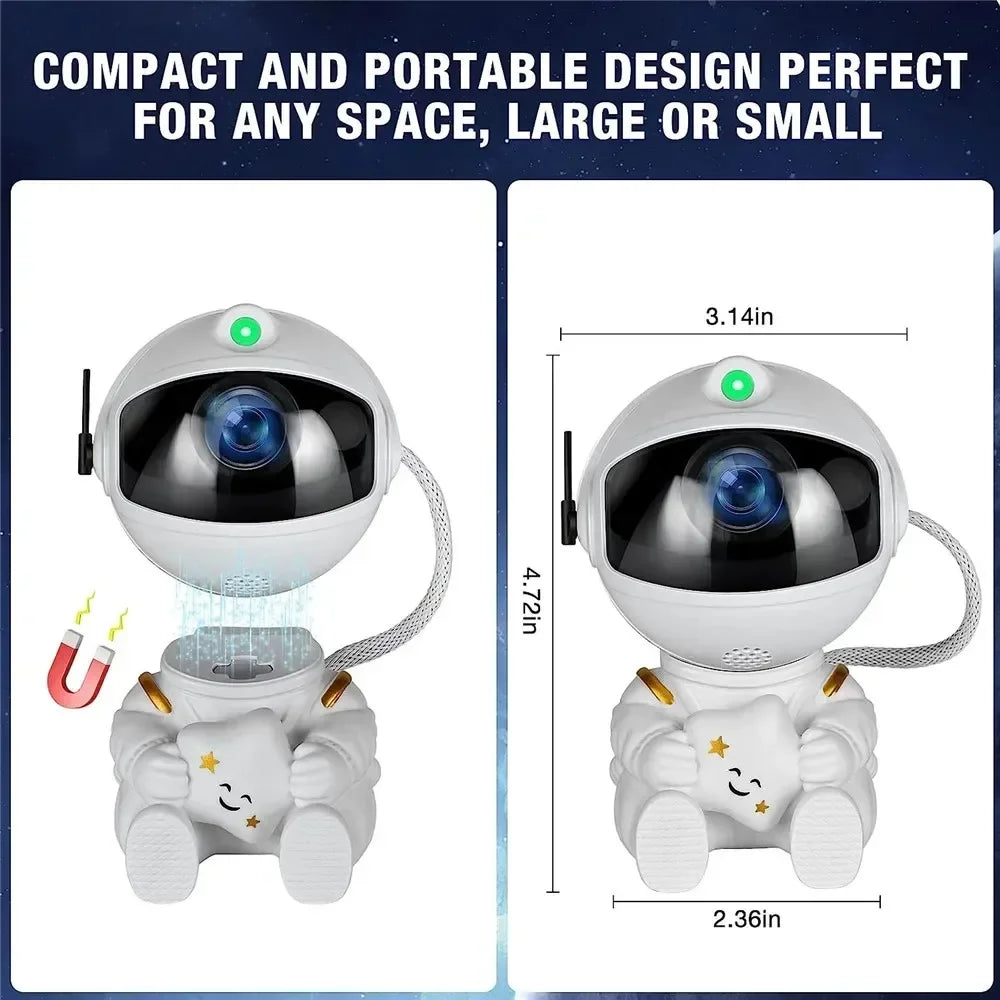 COMPACT AND PORTABLE DESIGN PERFECT
FOR ANY SPACE, LARGE OR SMALL
3.14in
4.72in
2.36in